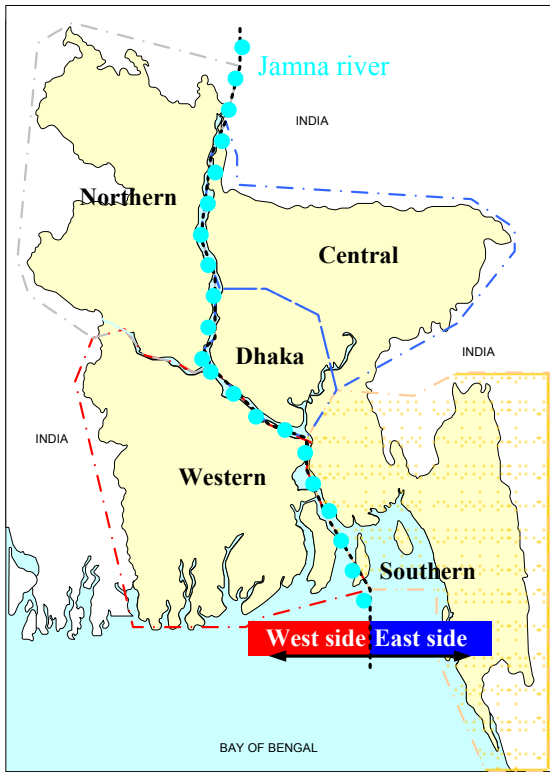 Jamna river
INDIA
Northern
Central
Dhaka
INDIA
INDIA
Western
Southern
West side
East side
BAY OF BENGAL